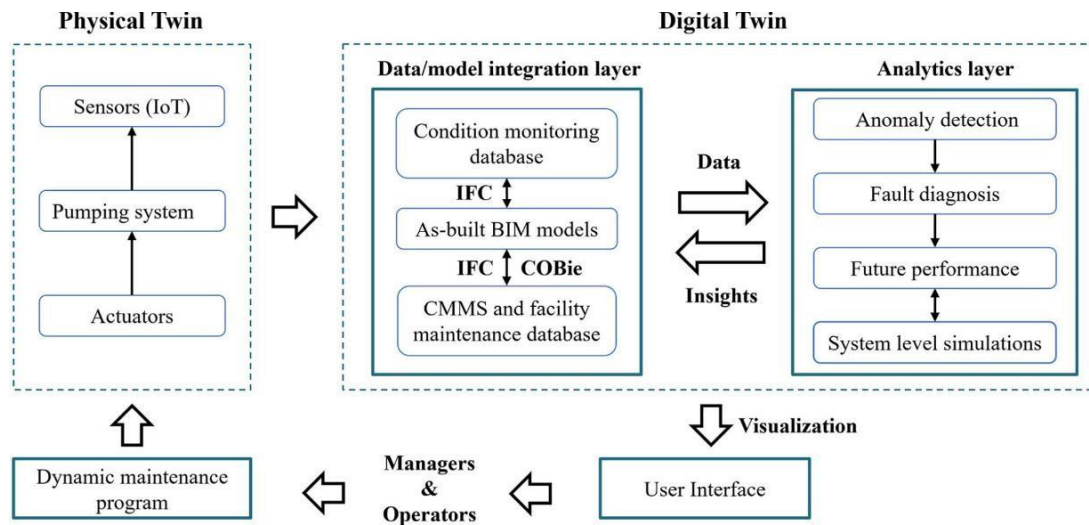 Physical Twin
Digital Twin
Sensors (IoT)
Pumping system
Actuators
Data/model integration layer
Condition monitoring
database
IFC
As-built BIM models
IFC COBie
CMMS and facility
maintenance database
Data
Insights
Analytics layer
Anomaly detection
Fault diagnosis
Future performance
System level simulations
Visualization
User Interface
Managers
&
Operators
Dynamic maintenance
program